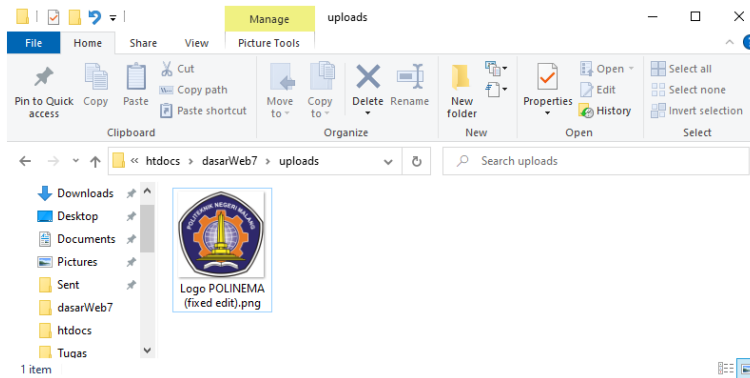 Manage
uploads
File
Home
Share
View
Picture Tools
Pin to Quick access
Copy
Paste
Cut
Copy path
Paste shortcut
Move to
Copy to
Delete
Rename
New folder
Properties
Open
Edit
History
Select all
Select none
Invert selection
Clipboard
Organize
New
Open
Select
« htdocs > dasarWeb7 > uploads
Search uploads
Downloads
Desktop
Documents
Pictures
Sent
dasarWeb7
htdocs
Tugas
POLITEKNIK NEGERI MALANG
Logo POLINEMA
(fixed edit).png
1 item